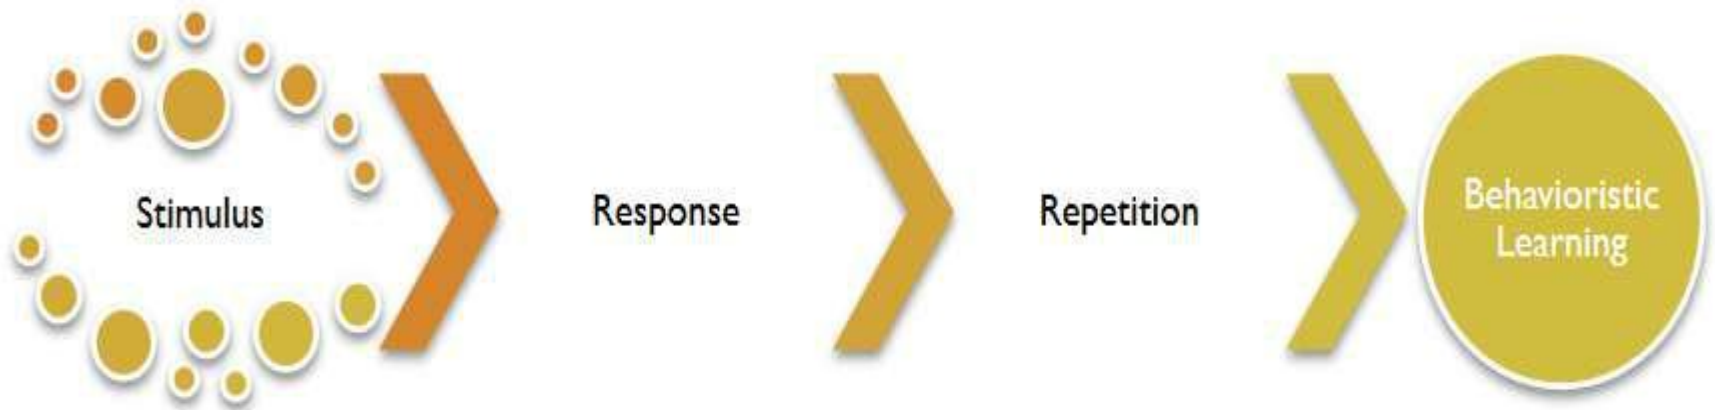 Stimulus
Response
Repetition
Behavioristic
Learning